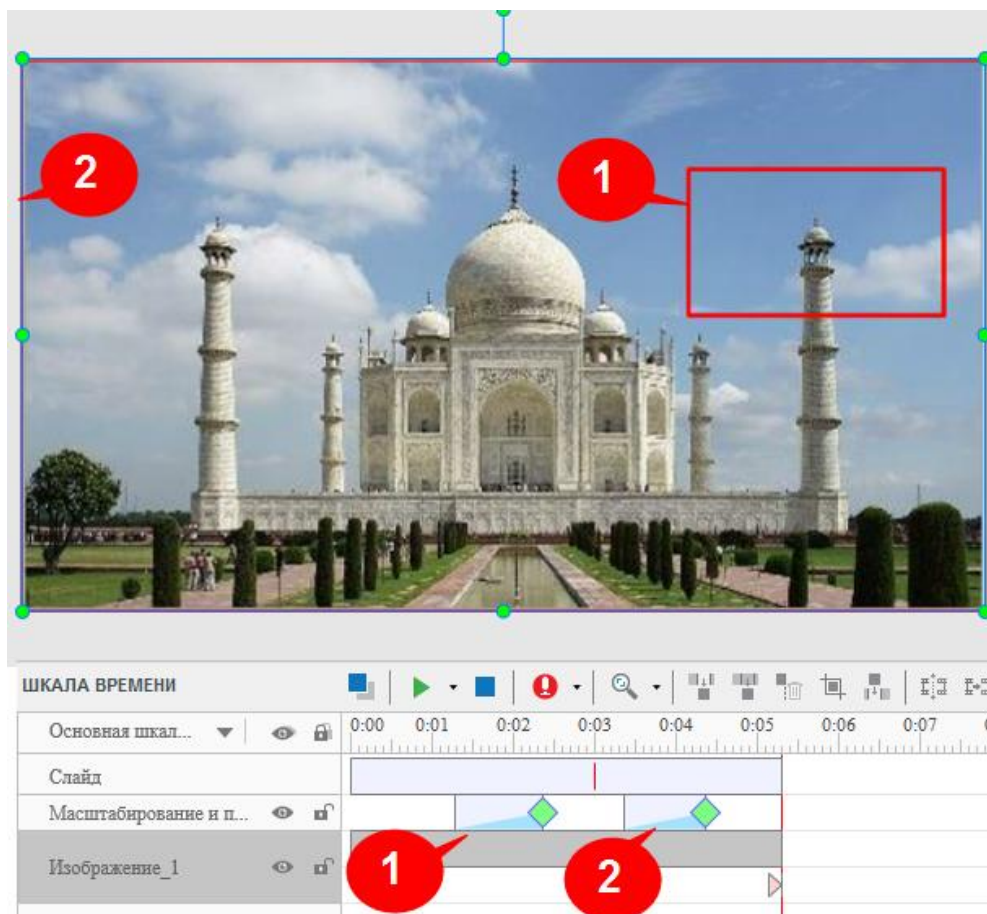 2
1
ШКАЛА ВРЕМЕНИ
Основная шкал...
0:00 0:01 0:02 0:03 0:04 0:05 0:06 0:07
Слайд
Масштабирование и п...
Изображение_1
1
2